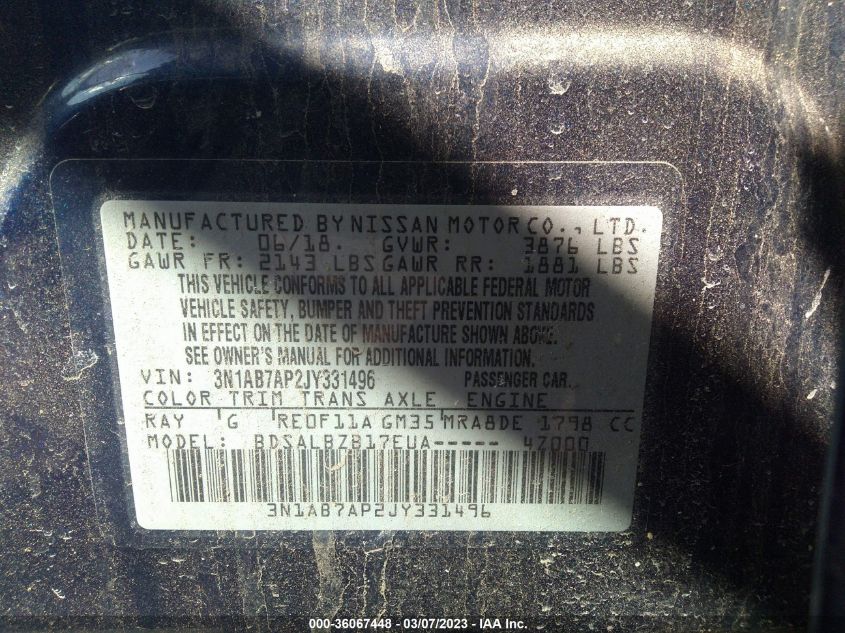 MANUFACTURED BY NISSAN MOTOR CO., LTD.
DATE: 06/18. GVWR: 3876 LBS
GAWR FR: 2143 LBS GAWR RR: 1881 LBS
THIS VEHICLE CONFORMS TO ALL APPLICABLE FEDERAL MOTOR
VEHICLE SAFETY, BUMPER AND THEFT PREVENTION STANDARDS
IN EFFECT ON THE DATE OF MANUFACTURE SHOWN ABOVE.
SEE OWNER'S MANUAL FOR ADDITIONAL INFORMATION.
VIN: 3N1AB7AP2JY331496 PASSENGER CAR.
COLOR TRIM TRANS AXLE ENGINE
RAY G RE0F11A GM35 MRA8DE 1798 CC
MODEL: BDSALBZB17EUA----- 4Z000
3N1AB7AP2JY331496
000-36067448 - 03/07/2023 - IAA Inc.